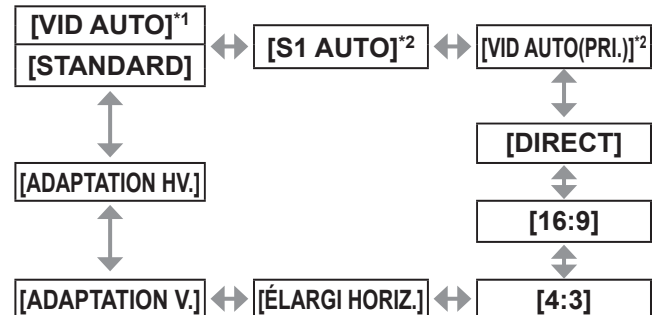 [VID AUTO]*1
[STANDARD]
[S1 AUTO]*2
[VID AUTO(PRI.)]*2
[DIRECT]
[ADAPTATION HV.]
[16:9]
[ADAPTATION V.]
[ÉLARGI HORIZ.]
[4:3]